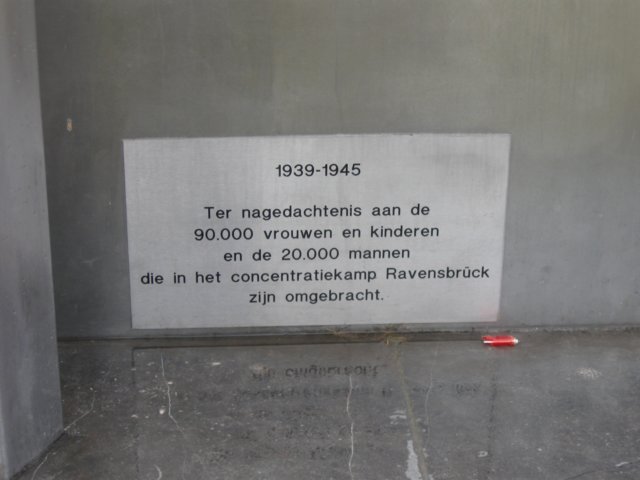 1939-1945
Ter nagedachtenis aan de
90.000 vrouwen en kinderen
en de 20.000 mannen
die in het concentratiekamp Ravensbrück
zijn omgebracht.